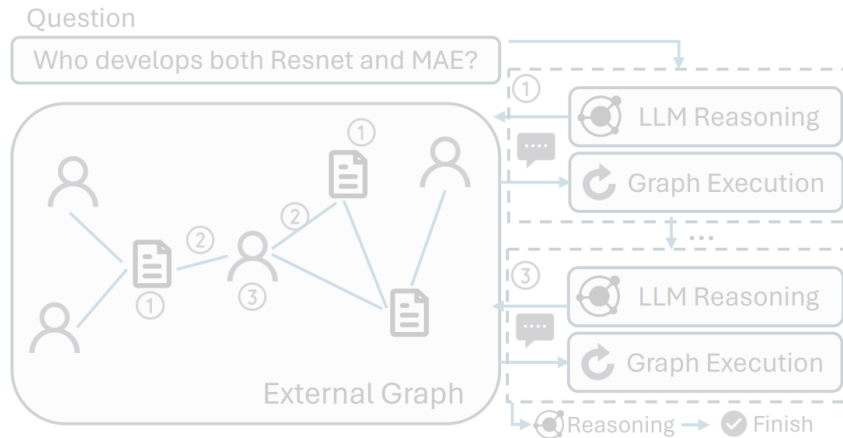 Question
Who develops both Resnet and MAE?
1
LLM Reasoning
Graph Execution
...
3
LLM Reasoning
Graph Execution
Reasoning
Finish
1
2
2
3
1
External Graph